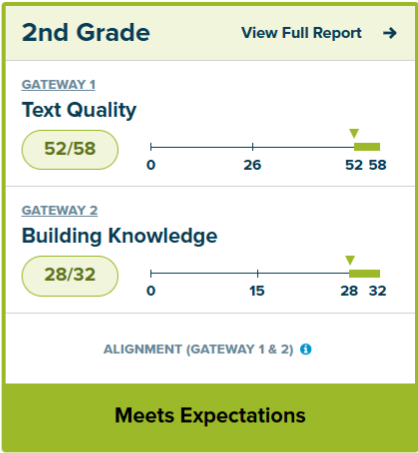 2nd Grade View Full Report →
GATEWAY 1
Text Quality
52/58
0 26 52 58
GATEWAY 2
Building Knowledge
28/32
0 15 28 32
ALIGNMENT (GATEWAY 1 & 2) i
Meets Expectations